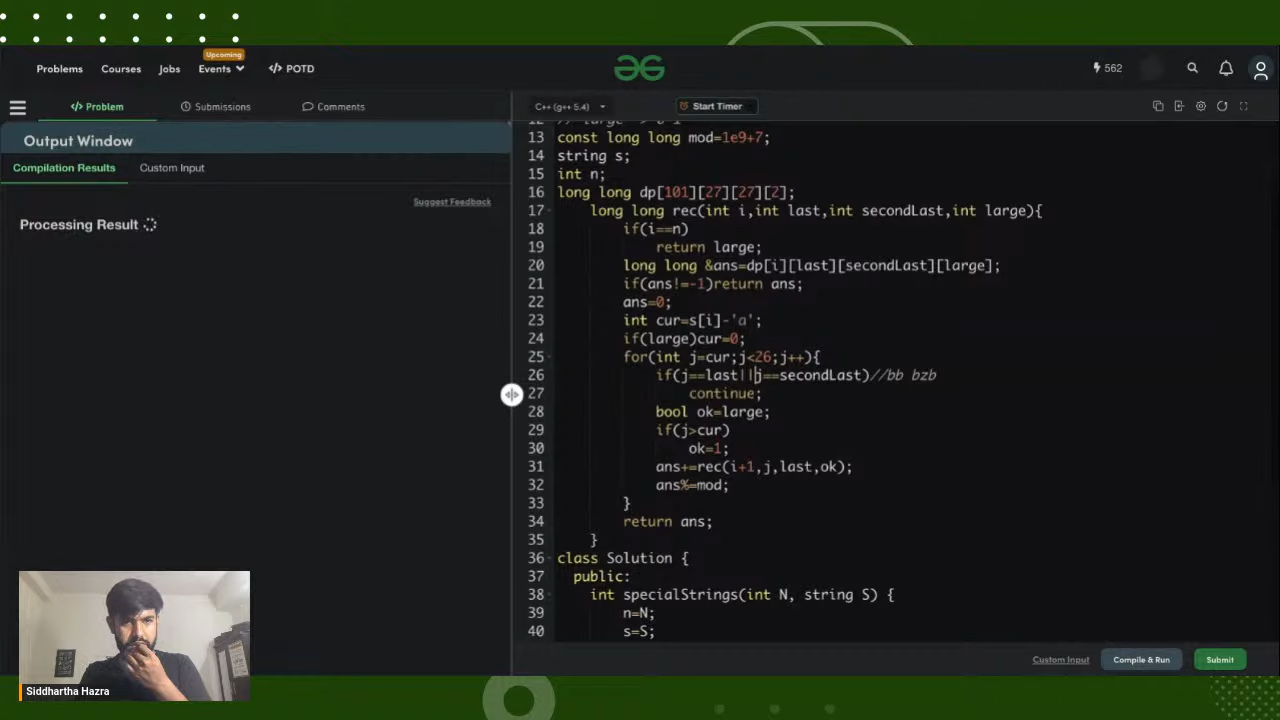 Upcoming
Problems Courses Jobs Events </> POTD 562
</> Problem Submissions Comments C++ (g++ 5.4) Start Timer
Output Window
Compilation Results Custom Input
Suggest Feedback
Processing Result
13 const long long mod=1e9+7;
14 string s;
15 int n;
16 long long dp[101][27][27][2];
17 long long rec(int i,int last,int secondLast,int large){
18 if(i==n)
19 return large;
20 long long &ans=dp[i][last][secondLast][large];
21 if(ans!=-1)return ans;
22 ans=0;
23 int cur=s[i]-'a';
24 if(large)cur=0;
25 for(int j=cur;j<26;j++){
26 if(j==last||j==secondLast)//bb bzb
27 continue;
28 bool ok=large;
29 if(j>cur)
30 ok=1;
31 ans+=rec(i+1,j,last,ok);
32 ans%=mod;
33 }
34 return ans;
35 }
36 class Solution {
37 public:
38 int specialStrings(int N, string S) {
39 n=N;
40 s=S;
Custom Input Compile & Run Submit
Siddhartha Hazra